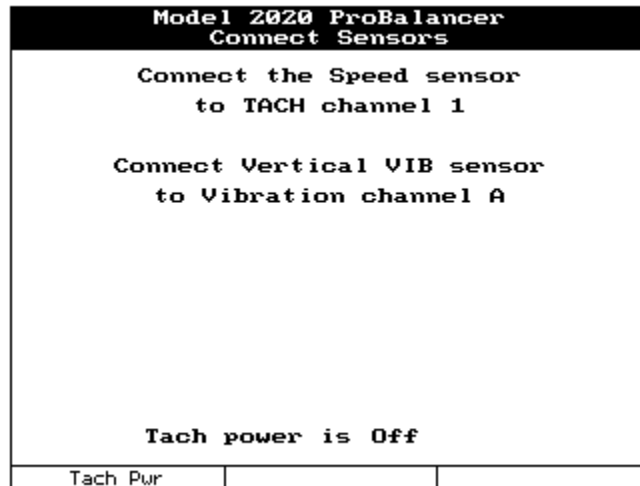 Model 2020 ProBalancer
Connect Sensors
Connect the Speed sensor
to TACH channel 1
Connect Vertical VIB sensor
to Vibration channel A
Tach power is Off
Tach Pwr